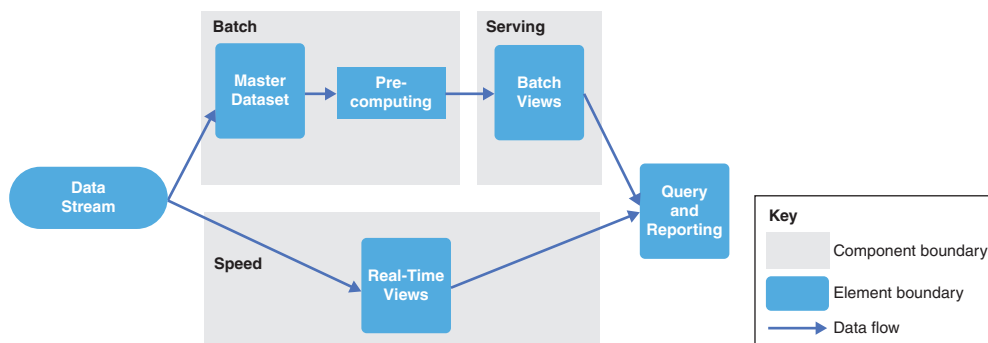 Batch
Master
Dataset
Pre-
computing
Serving
Batch
Views
Data
Stream
Query
and
Reporting
Speed
Real-Time
Views
Key
Component boundary
Element boundary
Data flow